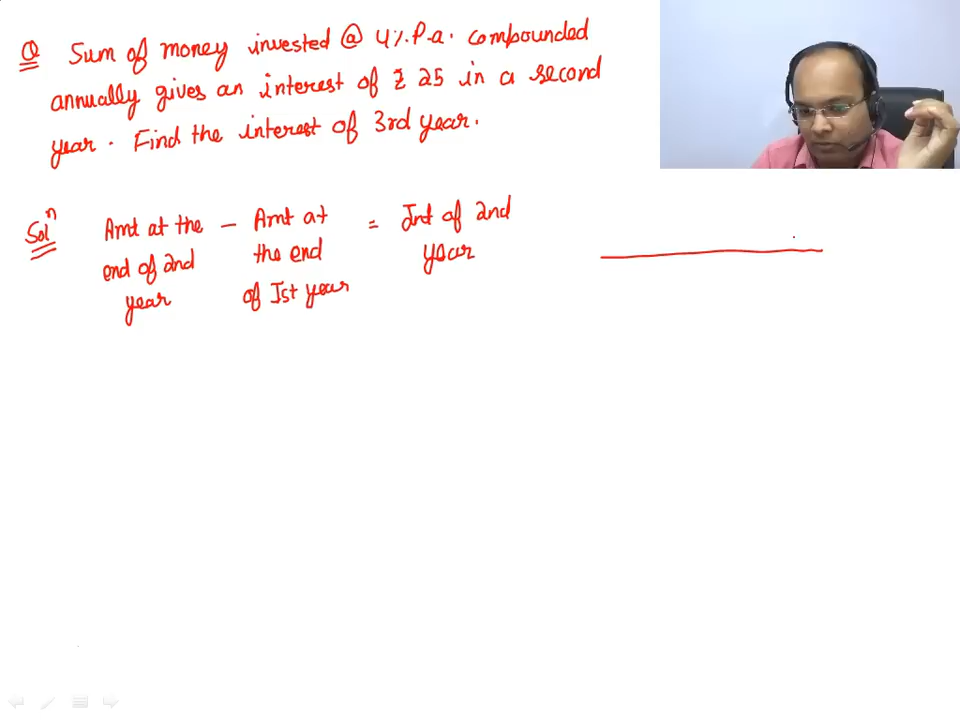 Q Sum of money invested @ 4%.P.a. compounded
annually gives an interest of ₹ 25 in a second
year. Find the interest of 3rd year.
Solⁿ Amt at the end of 2nd year – Amt at the end of Ist year = Int of 2nd year